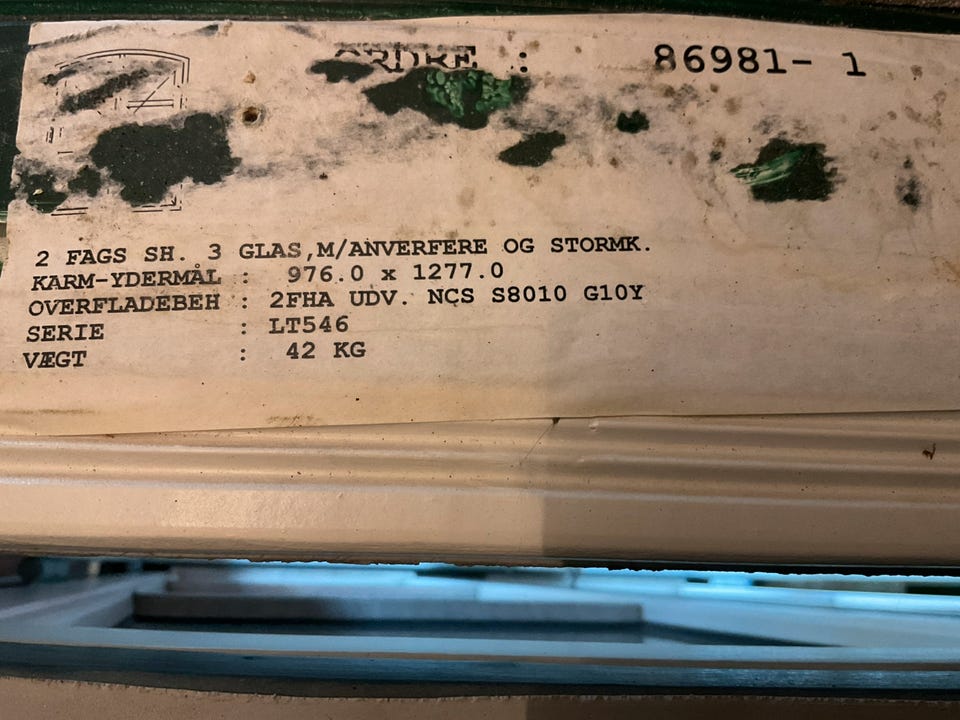 ORDRE : 86981- 1
2 FAGS SH. 3 GLAS,M/ANVERFERE OG STORMK.
KARM-YDERMÅL : 976.0 x 1277.0
OVERFLADEBEH : 2FHA UDV. NCS S8010 G10Y
SERIE : LT546
VÆGT : 42 KG